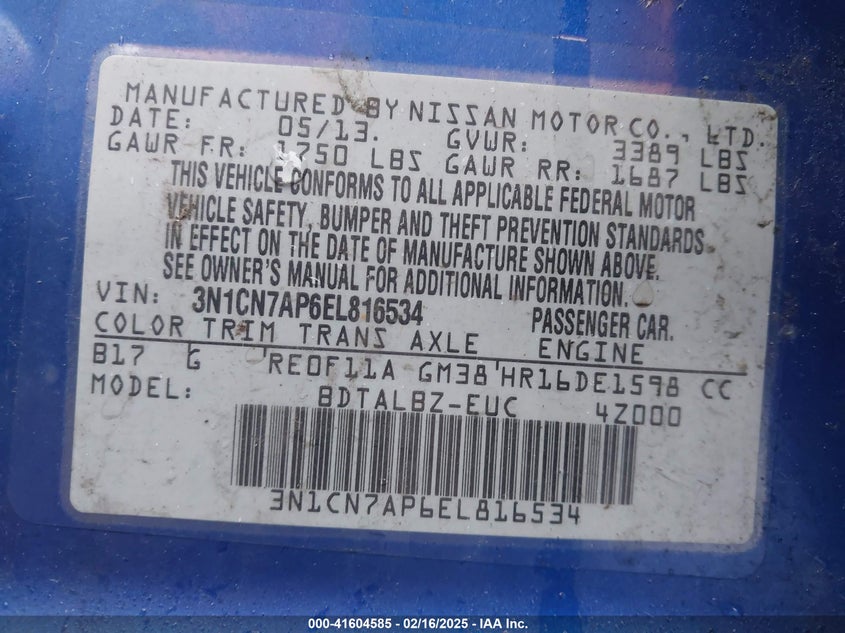 MANUFACTURED BY NISSAN MOTOR CO., LTD.
DATE: 05/13. GVWR: 3389 LBS
GAWR FR: 1750 LBS GAWR RR: 1687 LBS
THIS VEHICLE CONFORMS TO ALL APPLICABLE FEDERAL MOTOR
VEHICLE SAFETY, BUMPER AND THEFT PREVENTION STANDARDS
IN EFFECT ON THE DATE OF MANUFACTURE SHOWN ABOVE.
SEE OWNER'S MANUAL FOR ADDITIONAL INFORMATION.
VIN: 3N1CN7AP6EL816534 PASSENGER CAR.
COLOR TRIM TRANS AXLE ENGINE
B17 G RE0F11A GM38 HR16DE1598 CC
MODEL: BDTALBZ-EUC 4Z000
3N1CN7AP6EL816534
000-41604585 - 02/16/2025 - IAA Inc.